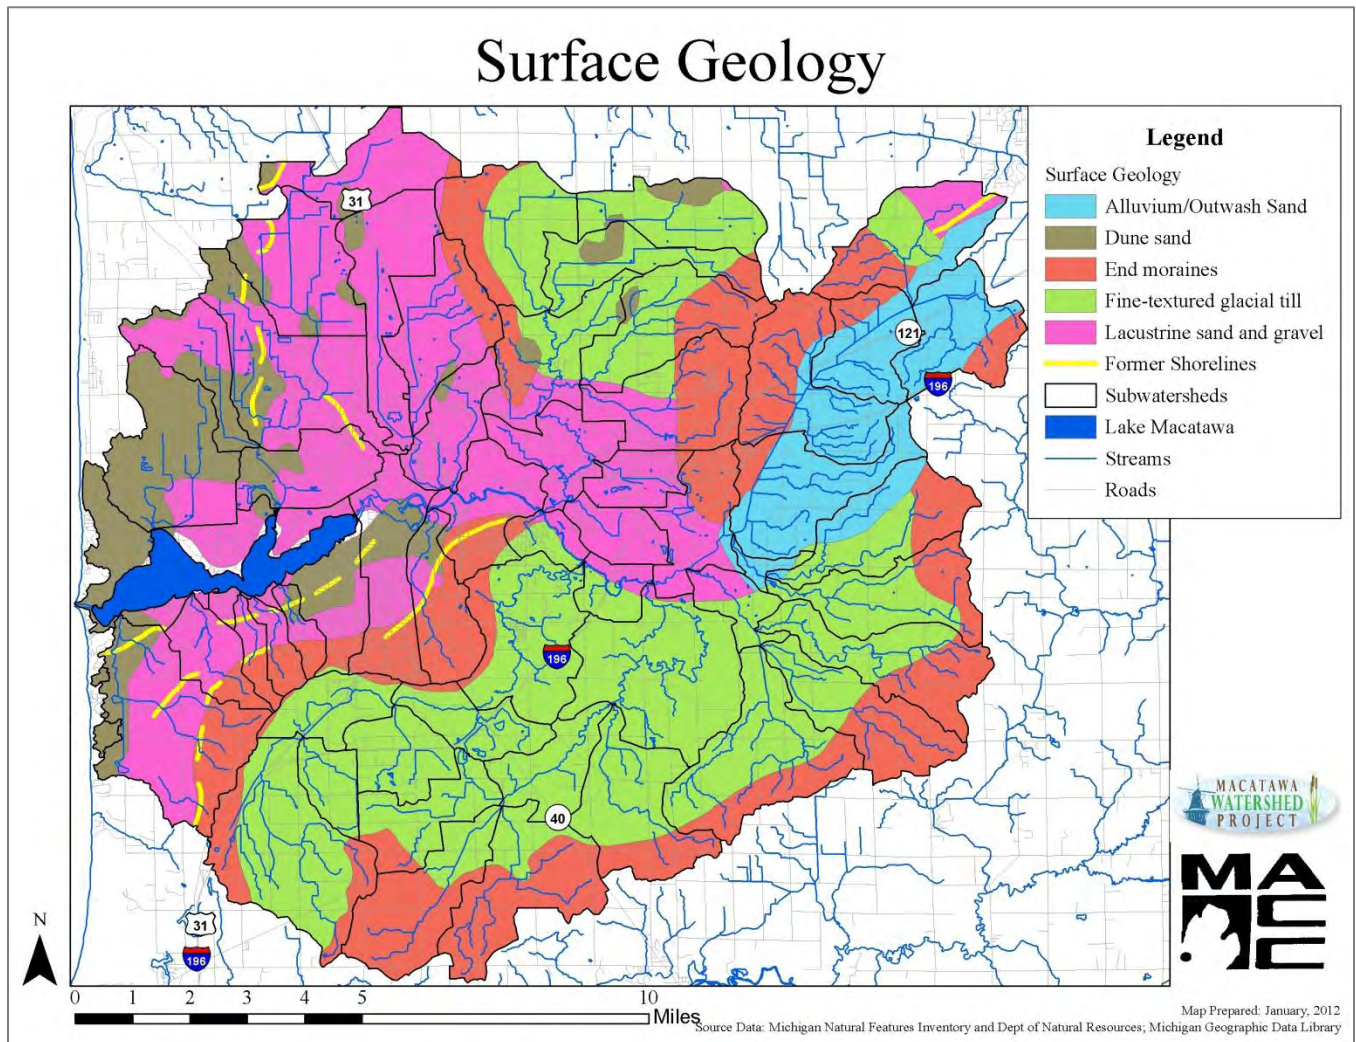 Surface Geology
Legend
Surface Geology
Alluvium/Outwash Sand
Dune sand
End moraines
Fine-textured glacial till
Lacustrine sand and gravel
Former Shorelines
Subwatersheds
Lake Macatawa
Streams
Roads
31
121
196
196
40
31
196
MACATAWA
WATERSHED
PROJECT
MA
CC
N
0 1 2 3 4 5 10
Miles
Map Prepared: January, 2012
Source Data: Michigan Natural Features Inventory and Dept of Natural Resources; Michigan Geographic Data Library